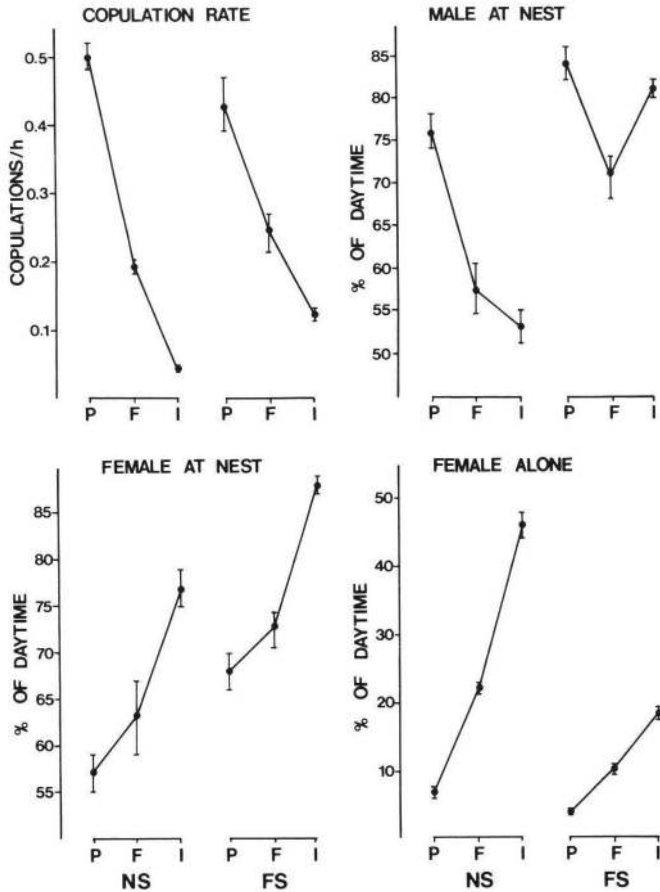 COPULATION RATE
COPULATIONS/h
0.5
0.4
0.3
0.2
0.1
P F I P F I
MALE AT NEST
% OF DAYTIME
85
80
75
70
65
60
55
50
P F I P F I
FEMALE AT NEST
% OF DAYTIME
85
80
75
70
65
60
55
P F I P F I
NS FS
FEMALE ALONE
% OF DAYTIME
50
40
30
20
10
P F I P F I
NS FS